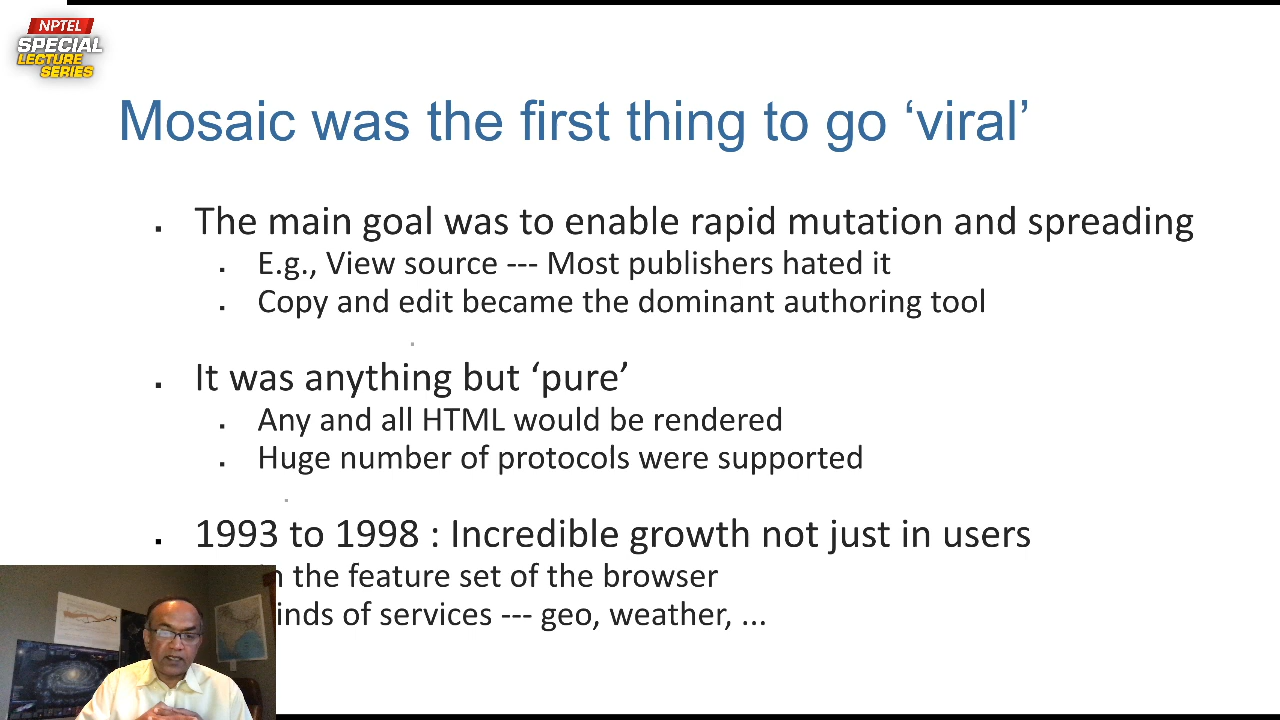 NPTEL
SPECIAL
LECTURE
SERIES
Mosaic was the first thing to go ‘viral’
The main goal was to enable rapid mutation and spreading
E.g., View source --- Most publishers hated it
Copy and edit became the dominant authoring tool
It was anything but ‘pure’
Any and all HTML would be rendered
Huge number of protocols were supported
1993 to 1998 : Incredible growth not just in users
the feature set of the browser
of services --- geo, weather, ...